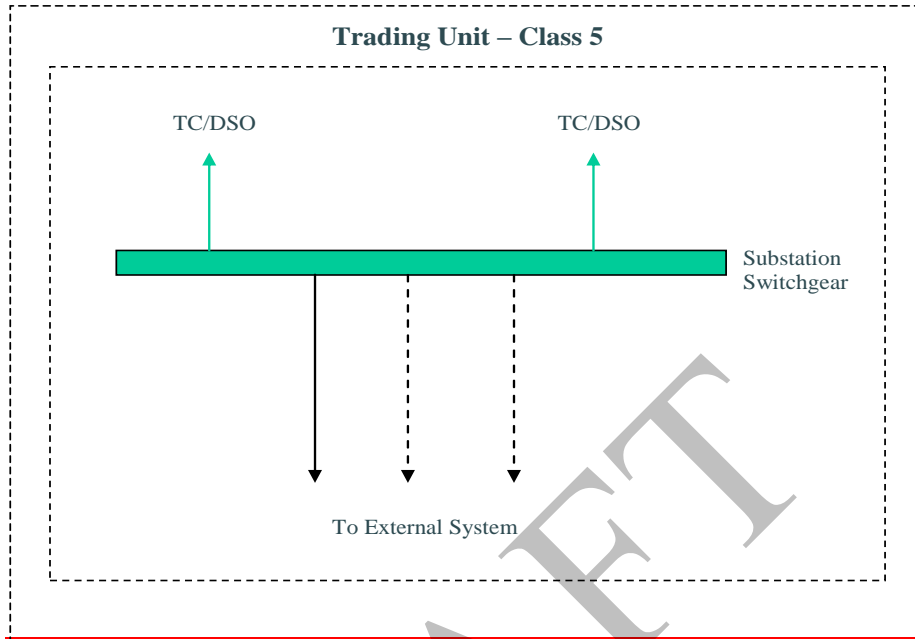 Trading Unit – Class 5
TC/DSO
TC/DSO
Substation
Switchgear
To External System
DRAFT